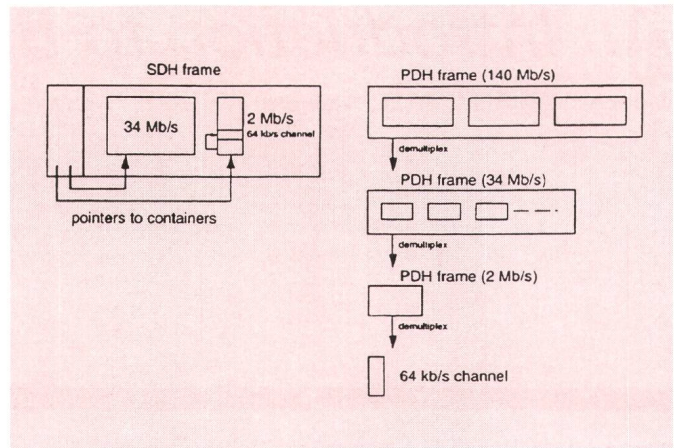 SDH frame
34 Mb/s
2 Mb/s
64 kb/s channel
pointers to containers
PDH frame (140 Mb/s)
demultiplex
PDH frame (34 Mb/s)
demultiplex
PDH frame (2 Mb/s)
demultiplex
64 kb/s channel